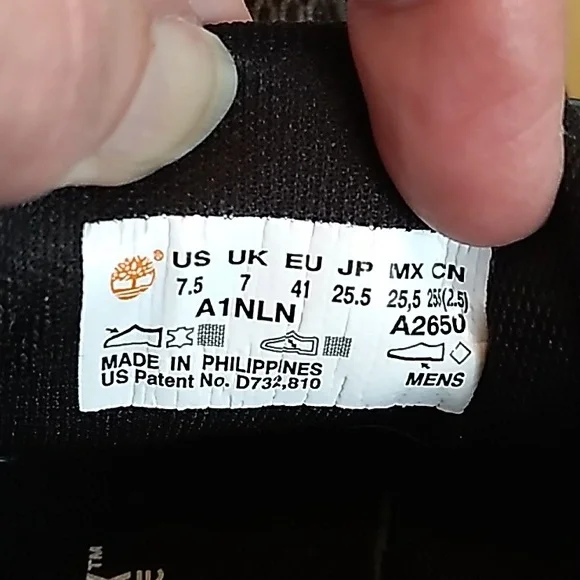 ®
US UK EU JP MX CN
7.5 7 41 25.5 25,5 255(2.5)
A1NLN A2650
MADE IN PHILIPPINES
US Patent No. D732,810
MENS
™